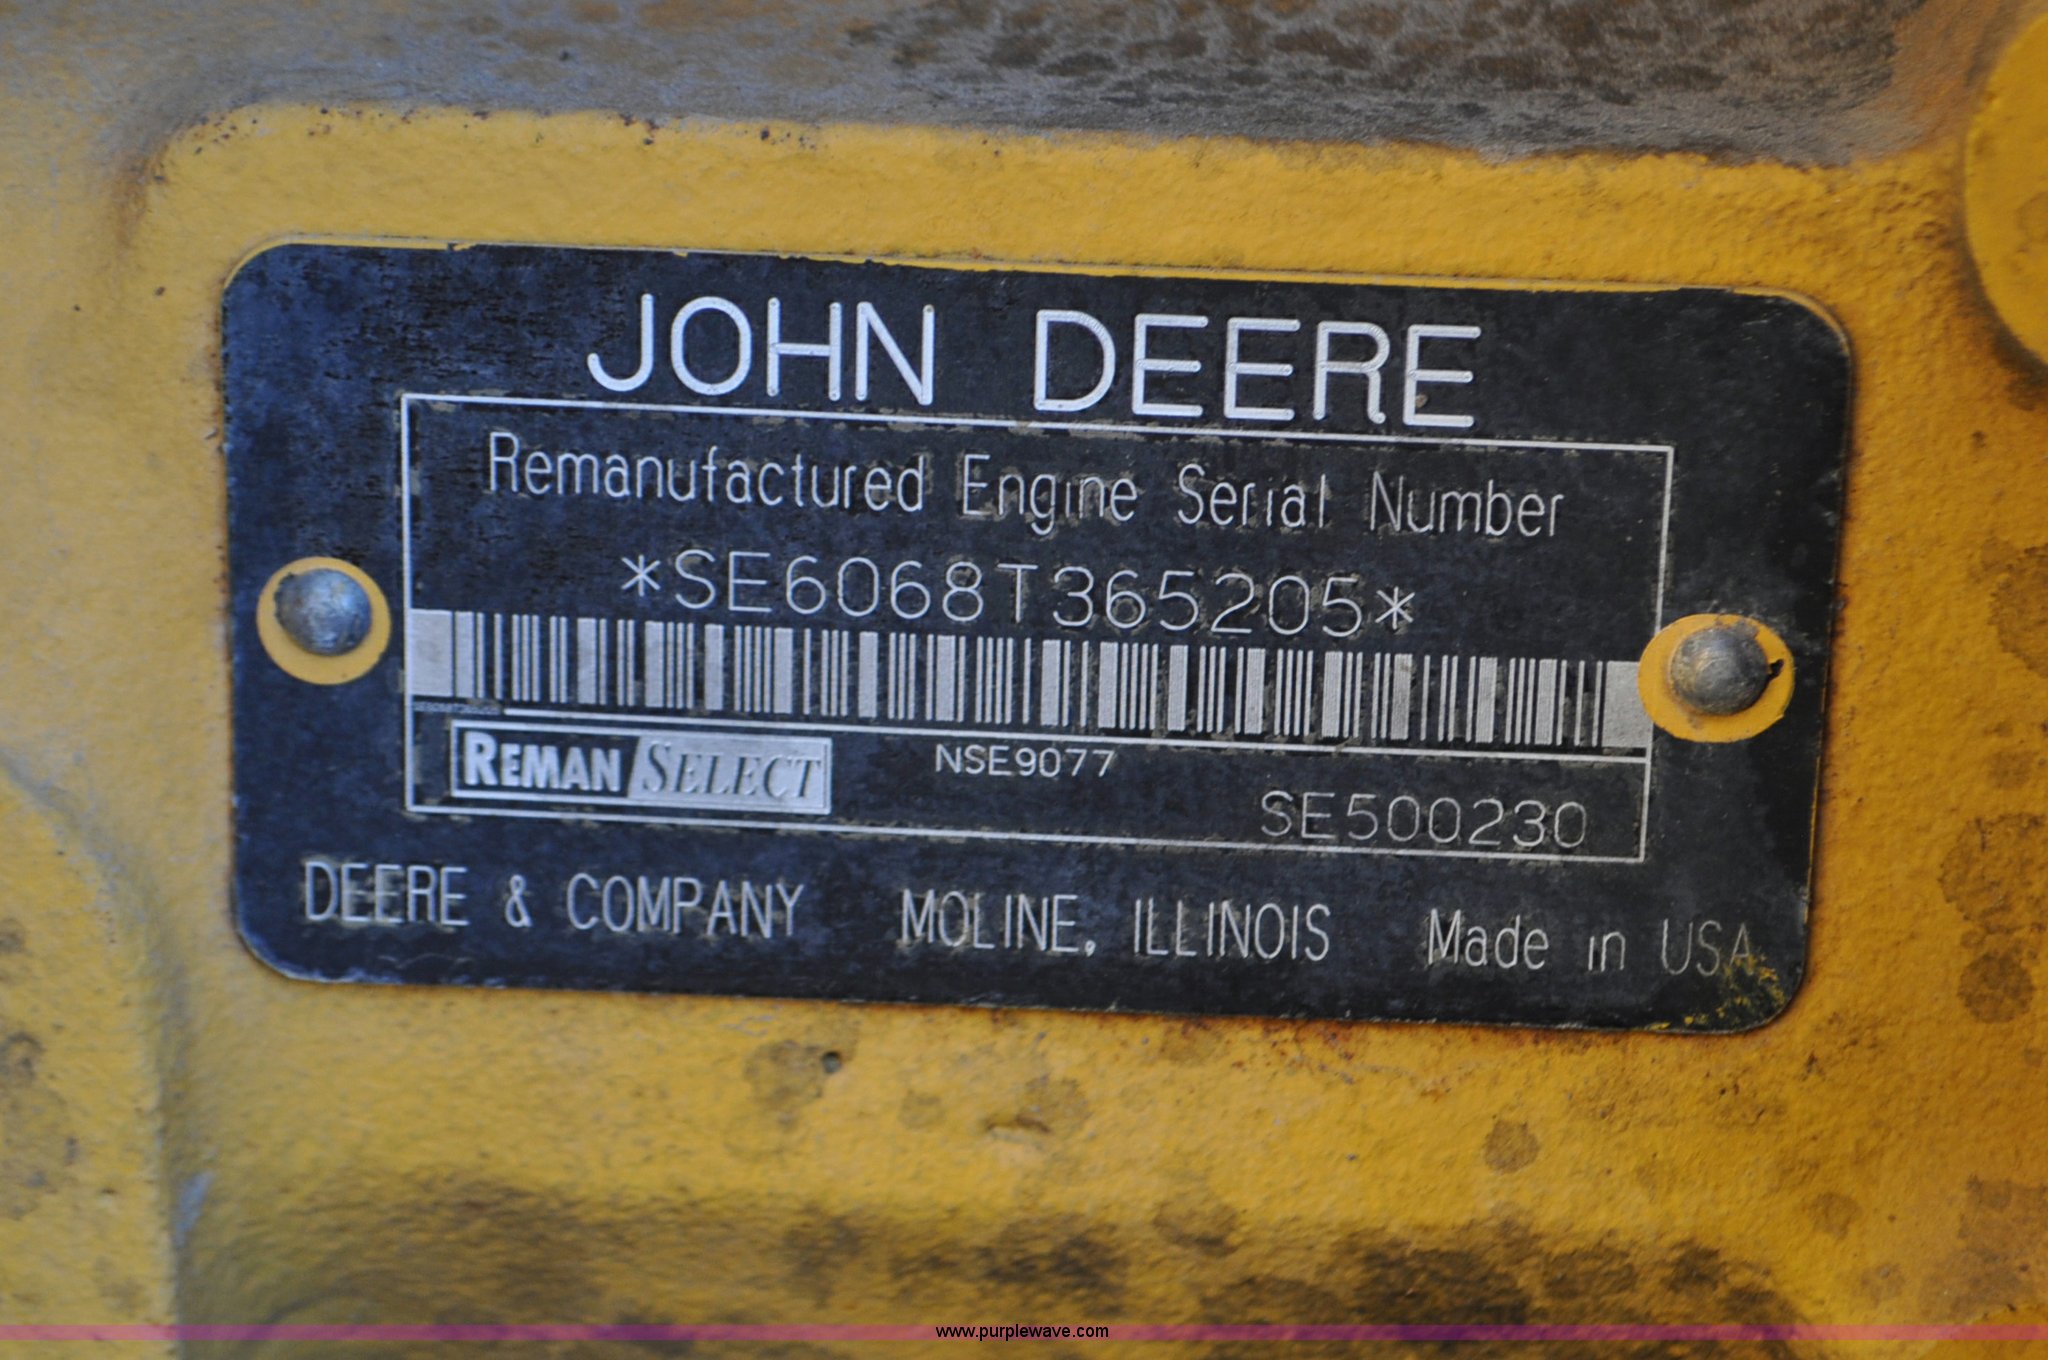 JOHN DEERE
Remanufactured Engine Serial Number
*SE6068T365205*
REMAN SELECT
NSE9077
SE500230
DEERE & COMPANY MOLINE, ILLINOIS Made in USA
www.purplewave.com